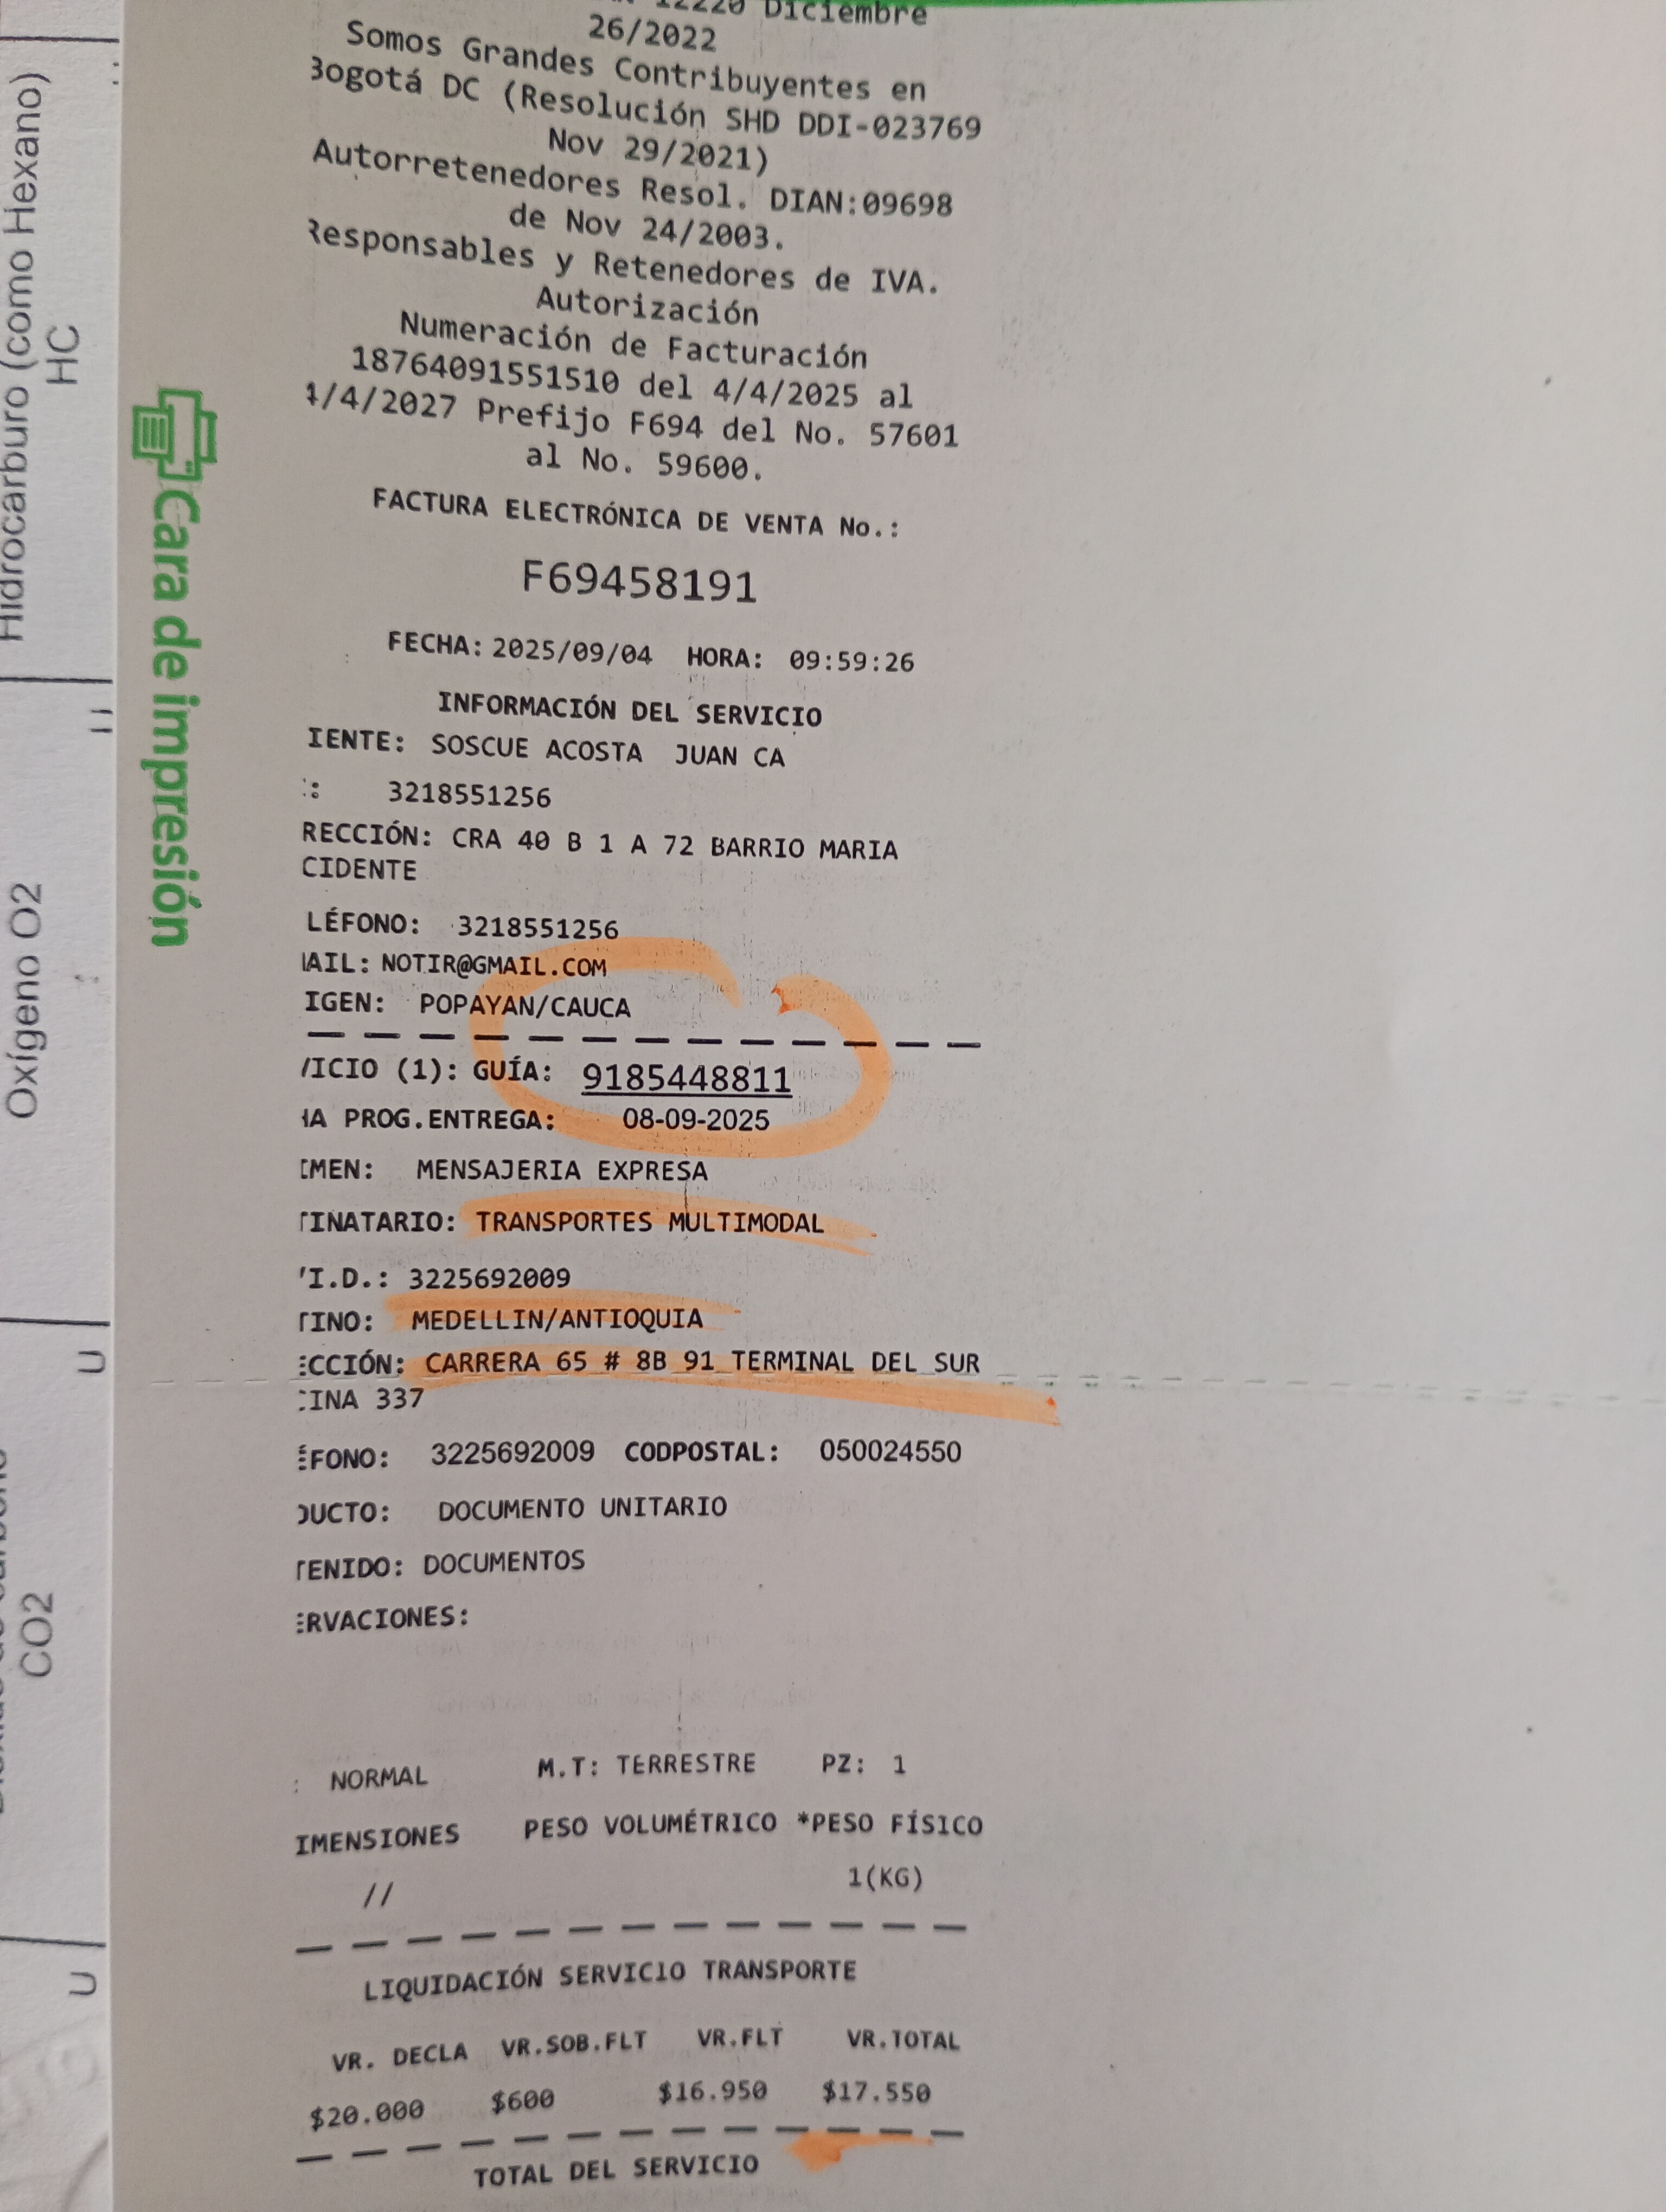 12220 Diciembre
26/2022
Somos Grandes Contribuyentes en
Bogotá DC (Resolución SHD DDI-023769
Nov 29/2021)
Autorretenedores Resol. DIAN:09698
de Nov 24/2003.
Responsables y Retenedores de IVA.
Autorización
Numeración de Facturación
18764091551510 del 4/4/2025 al
4/4/2027 Prefijo F694 del No. 57601
al No. 59600.
FACTURA ELECTRÓNICA DE VENTA No.:
F69458191
FECHA: 2025/09/04 HORA: 09:59:26
INFORMACIÓN DEL SERVICIO
IENTE: SOSCUE ACOSTA JUAN CA
: 3218551256
RECCIÓN: CRA 40 B 1 A 72 BARRIO MARIA
CIDENTE
LÉFONO: 3218551256
AIL: NOTIR@GMAIL.COM
IGEN: POPAYAN/CAUCA
VICIO (1): GUÍA: 9185448811
HA PROG.ENTREGA: 08-09-2025
IMEN: MENSAJERIA EXPRESA
TINATARIO: TRANSPORTES MULTIMODAL
I.D.: 3225692009
TINO: MEDELLIN/ANTIOQUIA
ECCIÓN: CARRERA 65 # 8B 91 TERMINAL DEL SUR
CINA 337
ÉFONO: 3225692009 CODPOSTAL: 050024550
DUCTO: DOCUMENTO UNITARIO
TENIDO: DOCUMENTOS
ERVACIONES:
: NORMAL M.T: TERRESTRE PZ: 1
IMENSIONES PESO VOLUMÉTRICO *PESO FÍSICO
// 1(KG)
LIQUIDACIÓN SERVICIO TRANSPORTE
VR. DECLA VR.SOB.FLT VR.FLT VR.TOTAL
$20.000 $600 $16.950 $17.550
TOTAL DEL SERVICIO
Cara de impresión
Hidrocarburo (como Hexano)
HC
Oxígeno O2
CO2